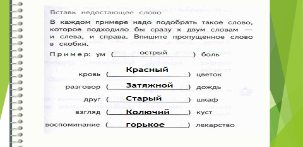 Вставь недостающее слово
В каждом примере надо подобрать такое слово,
которое подходило бы сразу к двум словам —
и слева, и справа. Впишите пропущенное слово
в скобки.
Пример: ум ( острый ) боль
кровь ( Красный ) цветок
разговор ( Затяжной ) дождь
друг ( Старый ) шкаф
взгляд ( Колючий ) куст
воспоминание ( горькое ) лекарство